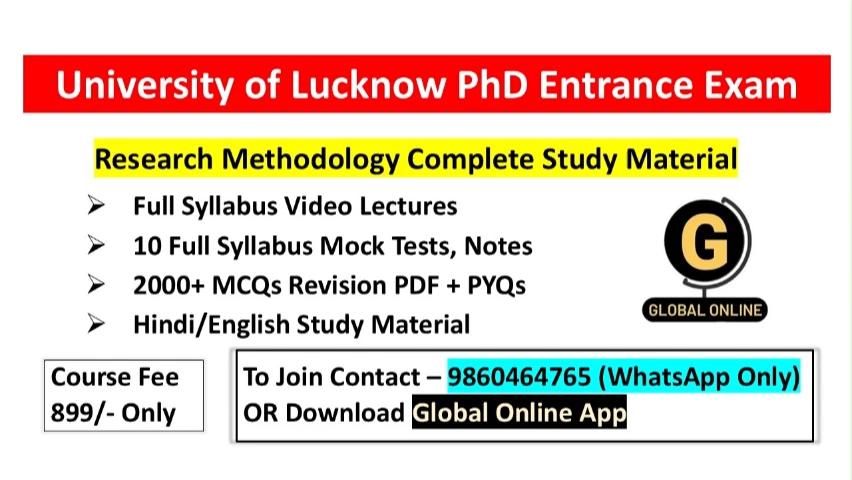 University of Lucknow PhD Entrance Exam
Research Methodology Complete Study Material
➢ Full Syllabus Video Lectures
➢ 10 Full Syllabus Mock Tests, Notes
➢ 2000+ MCQs Revision PDF + PYQs
➢ Hindi/English Study Material
G
GLOBAL ONLINE
Course Fee
899/- Only
To Join Contact – 9860464765 (WhatsApp Only)
OR Download Global Online App